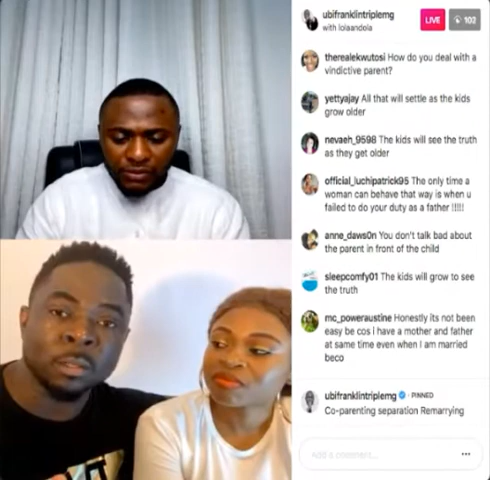 ubifranklintriplemg
with lolaandola
LIVE
103
therealekwutosi How do you deal with a
vindictive parent?
yettyajay All that will settle as the kids
grow older
nevaeh_9598 The kids will see the truth
as they get older
official_luchipatrick95 The only time a
woman can behave that way is when u
failed to do your duty as a father !!!!!
anne_daws0n You don't talk bad about
the parent in front of the child
sleepcomfy01 The kids will grow to see
the truth
mc_poweraustine Honestly its not been
easy be cos i have a mother and father
at same time even when I am married
beco
ubifranklintriplemg · PINNED
Co-parenting separation Remarrying
Add a comment...